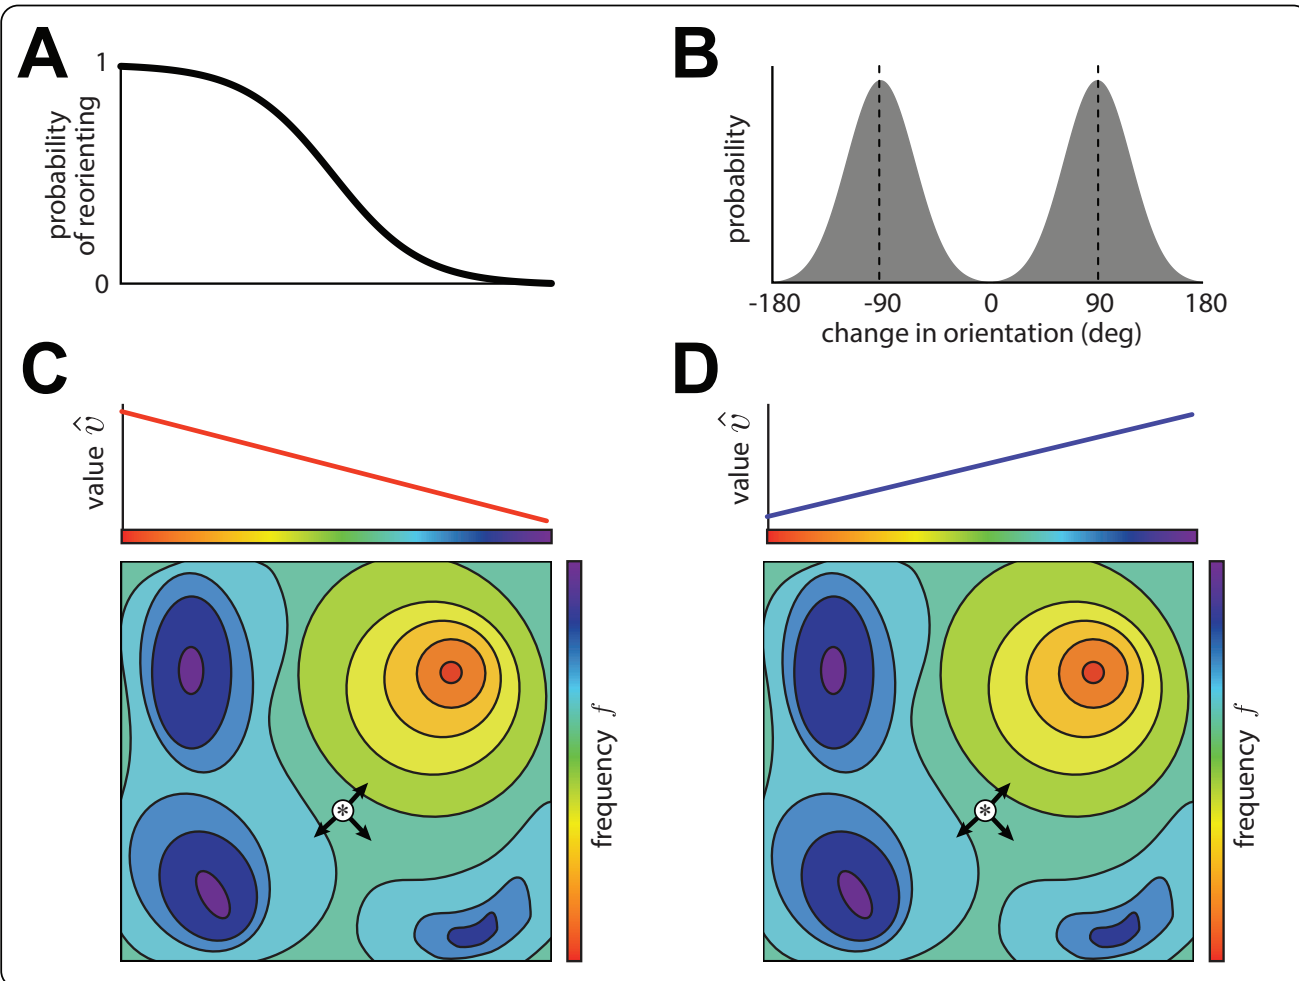 A
1
probability
of reorienting
0
B
probability
-180 -90 0 90 180
change in orientation (deg)
C
value v̂
frequency f
*
D
value v̂
frequency f
*